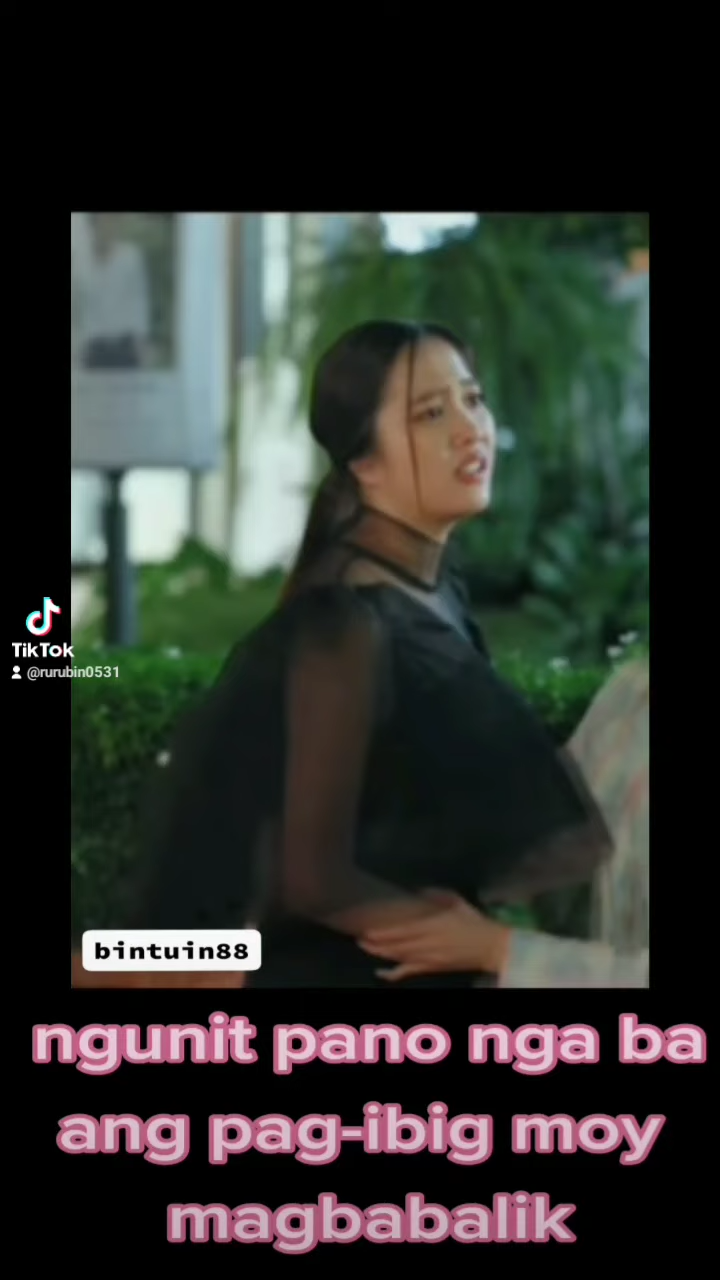 TikTok
@rurubin0531
bintuin88
ngunit pano nga ba
ang pag-ibig moy
magbabalik